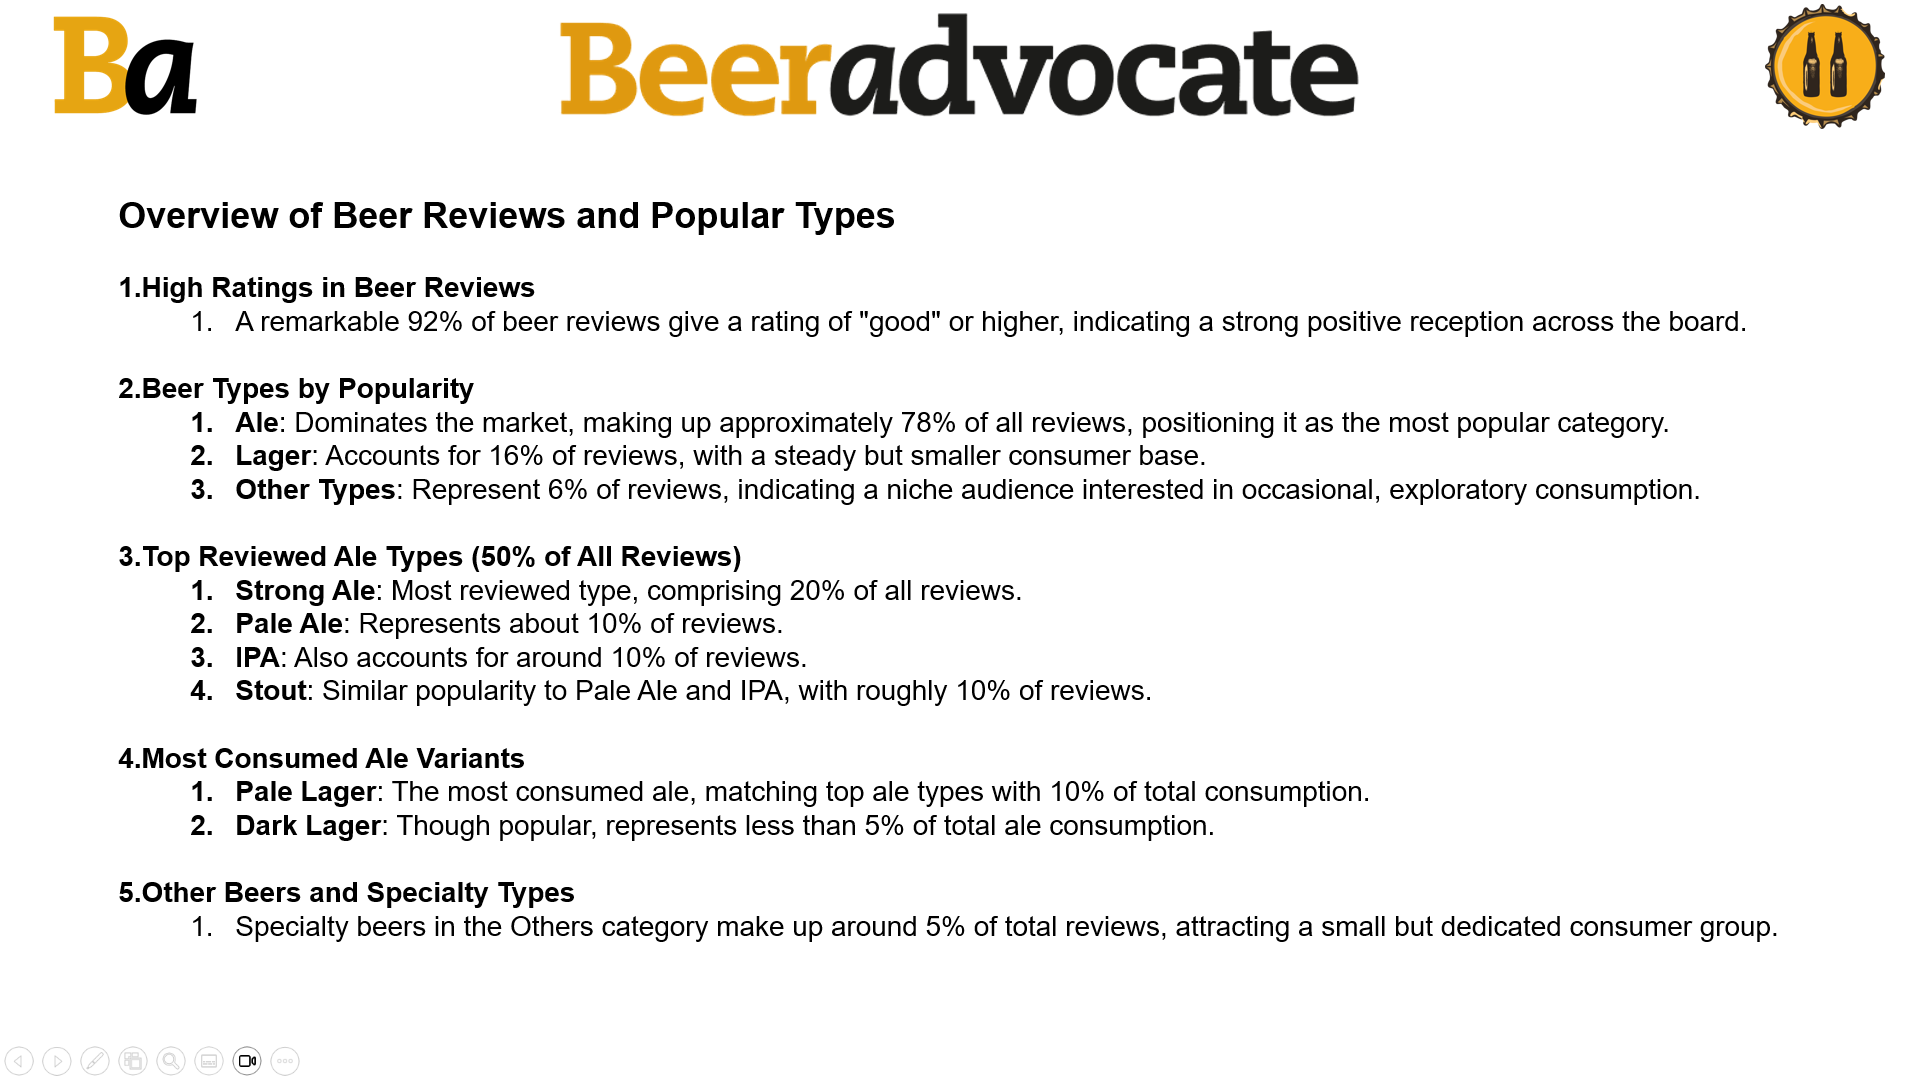 Ba
Beeradvocate
Overview of Beer Reviews and Popular Types
1.High Ratings in Beer Reviews
1. A remarkable 92% of beer reviews give a rating of "good" or higher, indicating a strong positive reception across the board.
2.Beer Types by Popularity
1. Ale: Dominates the market, making up approximately 78% of all reviews, positioning it as the most popular category.
2. Lager: Accounts for 16% of reviews, with a steady but smaller consumer base.
3. Other Types: Represent 6% of reviews, indicating a niche audience interested in occasional, exploratory consumption.
3.Top Reviewed Ale Types (50% of All Reviews)
1. Strong Ale: Most reviewed type, comprising 20% of all reviews.
2. Pale Ale: Represents about 10% of reviews.
3. IPA: Also accounts for around 10% of reviews.
4. Stout: Similar popularity to Pale Ale and IPA, with roughly 10% of reviews.
4.Most Consumed Ale Variants
1. Pale Lager: The most consumed ale, matching top ale types with 10% of total consumption.
2. Dark Lager: Though popular, represents less than 5% of total ale consumption.
5.Other Beers and Specialty Types
1. Specialty beers in the Others category make up around 5% of total reviews, attracting a small but dedicated consumer group.